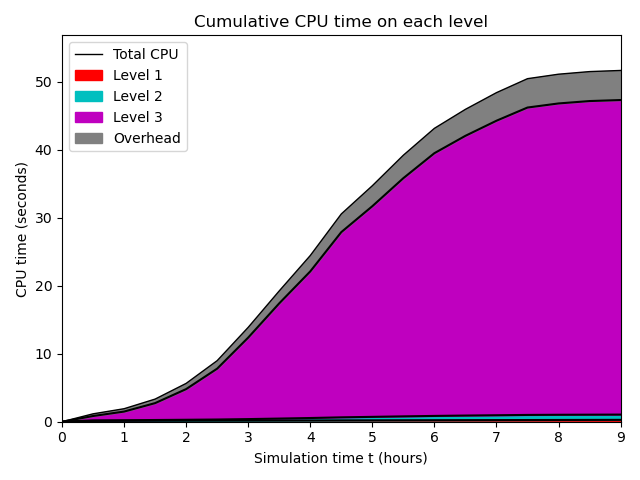 Cumulative CPU time on each level
Total CPU
Level 1
Level 2
Level 3
Overhead
CPU time (seconds)
50
40
30
20
10
0
0 1 2 3 4 5 6 7 8 9
Simulation time t (hours)